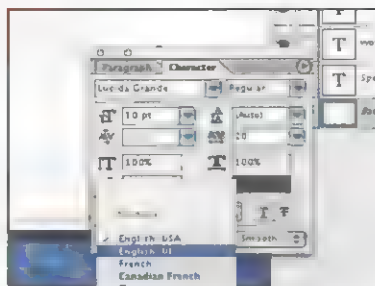 Paragraph Character
Lucida Grande Regular
10 pt (Auto)
20
100% 100%
T T
English: USA Smooth
English: UK
French
Canadian French
T
T
T